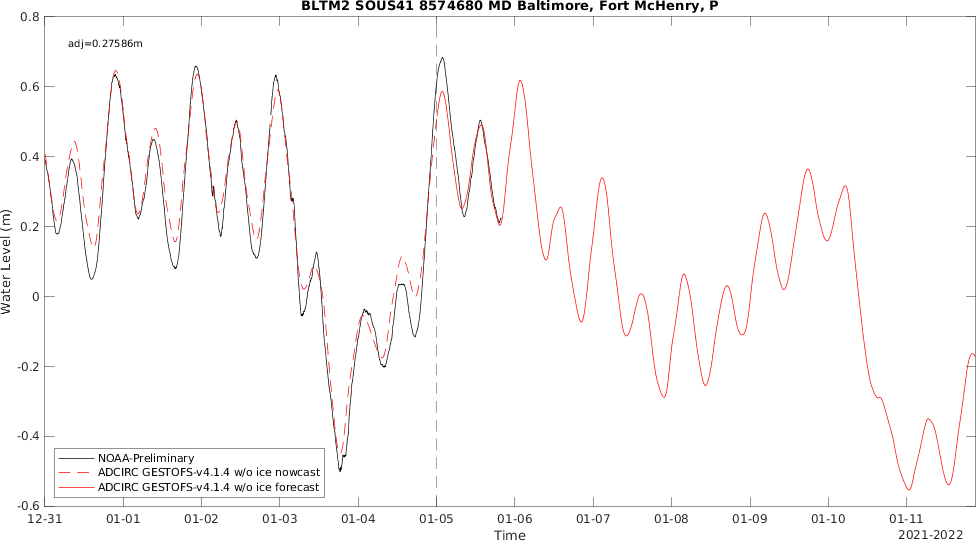 BLTM2 SOUS41 8574680 MD Baltimore, Fort McHenry, P
adj=0.27586m
0.8
0.6
0.4
0.2
0
-0.2
-0.4
-0.6
Water Level (m)
NOAA-Preliminary
ADCIRC GESTOFS-v4.1.4 w/o ice nowcast
ADCIRC GESTOFS-v4.1.4 w/o ice forecast
12-31 01-01 01-02 01-03 01-04 01-05 01-06 01-07 01-08 01-09 01-10 01-11
Time
2021-2022